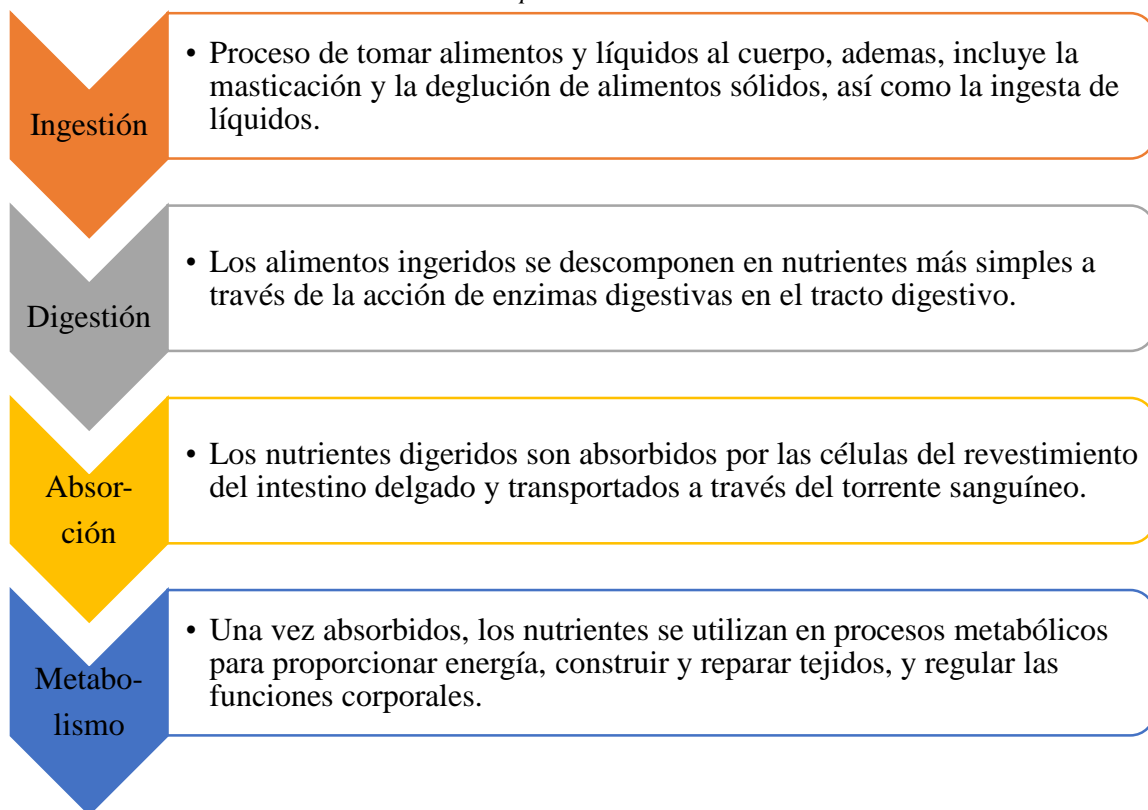 Ingestión
• Proceso de tomar alimentos y líquidos al cuerpo, ademas, incluye la
masticación y la deglución de alimentos sólidos, así como la ingesta de
líquidos.
Digestión
• Los alimentos ingeridos se descomponen en nutrientes más simples a
través de la acción de enzimas digestivas en el tracto digestivo.
Absor-
ción
• Los nutrientes digeridos son absorbidos por las células del revestimiento
del intestino delgado y transportados a través del torrente sanguíneo.
Metabo-
lismo
• Una vez absorbidos, los nutrientes se utilizan en procesos metabólicos
para proporcionar energía, construir y reparar tejidos, y regular las
funciones corporales.